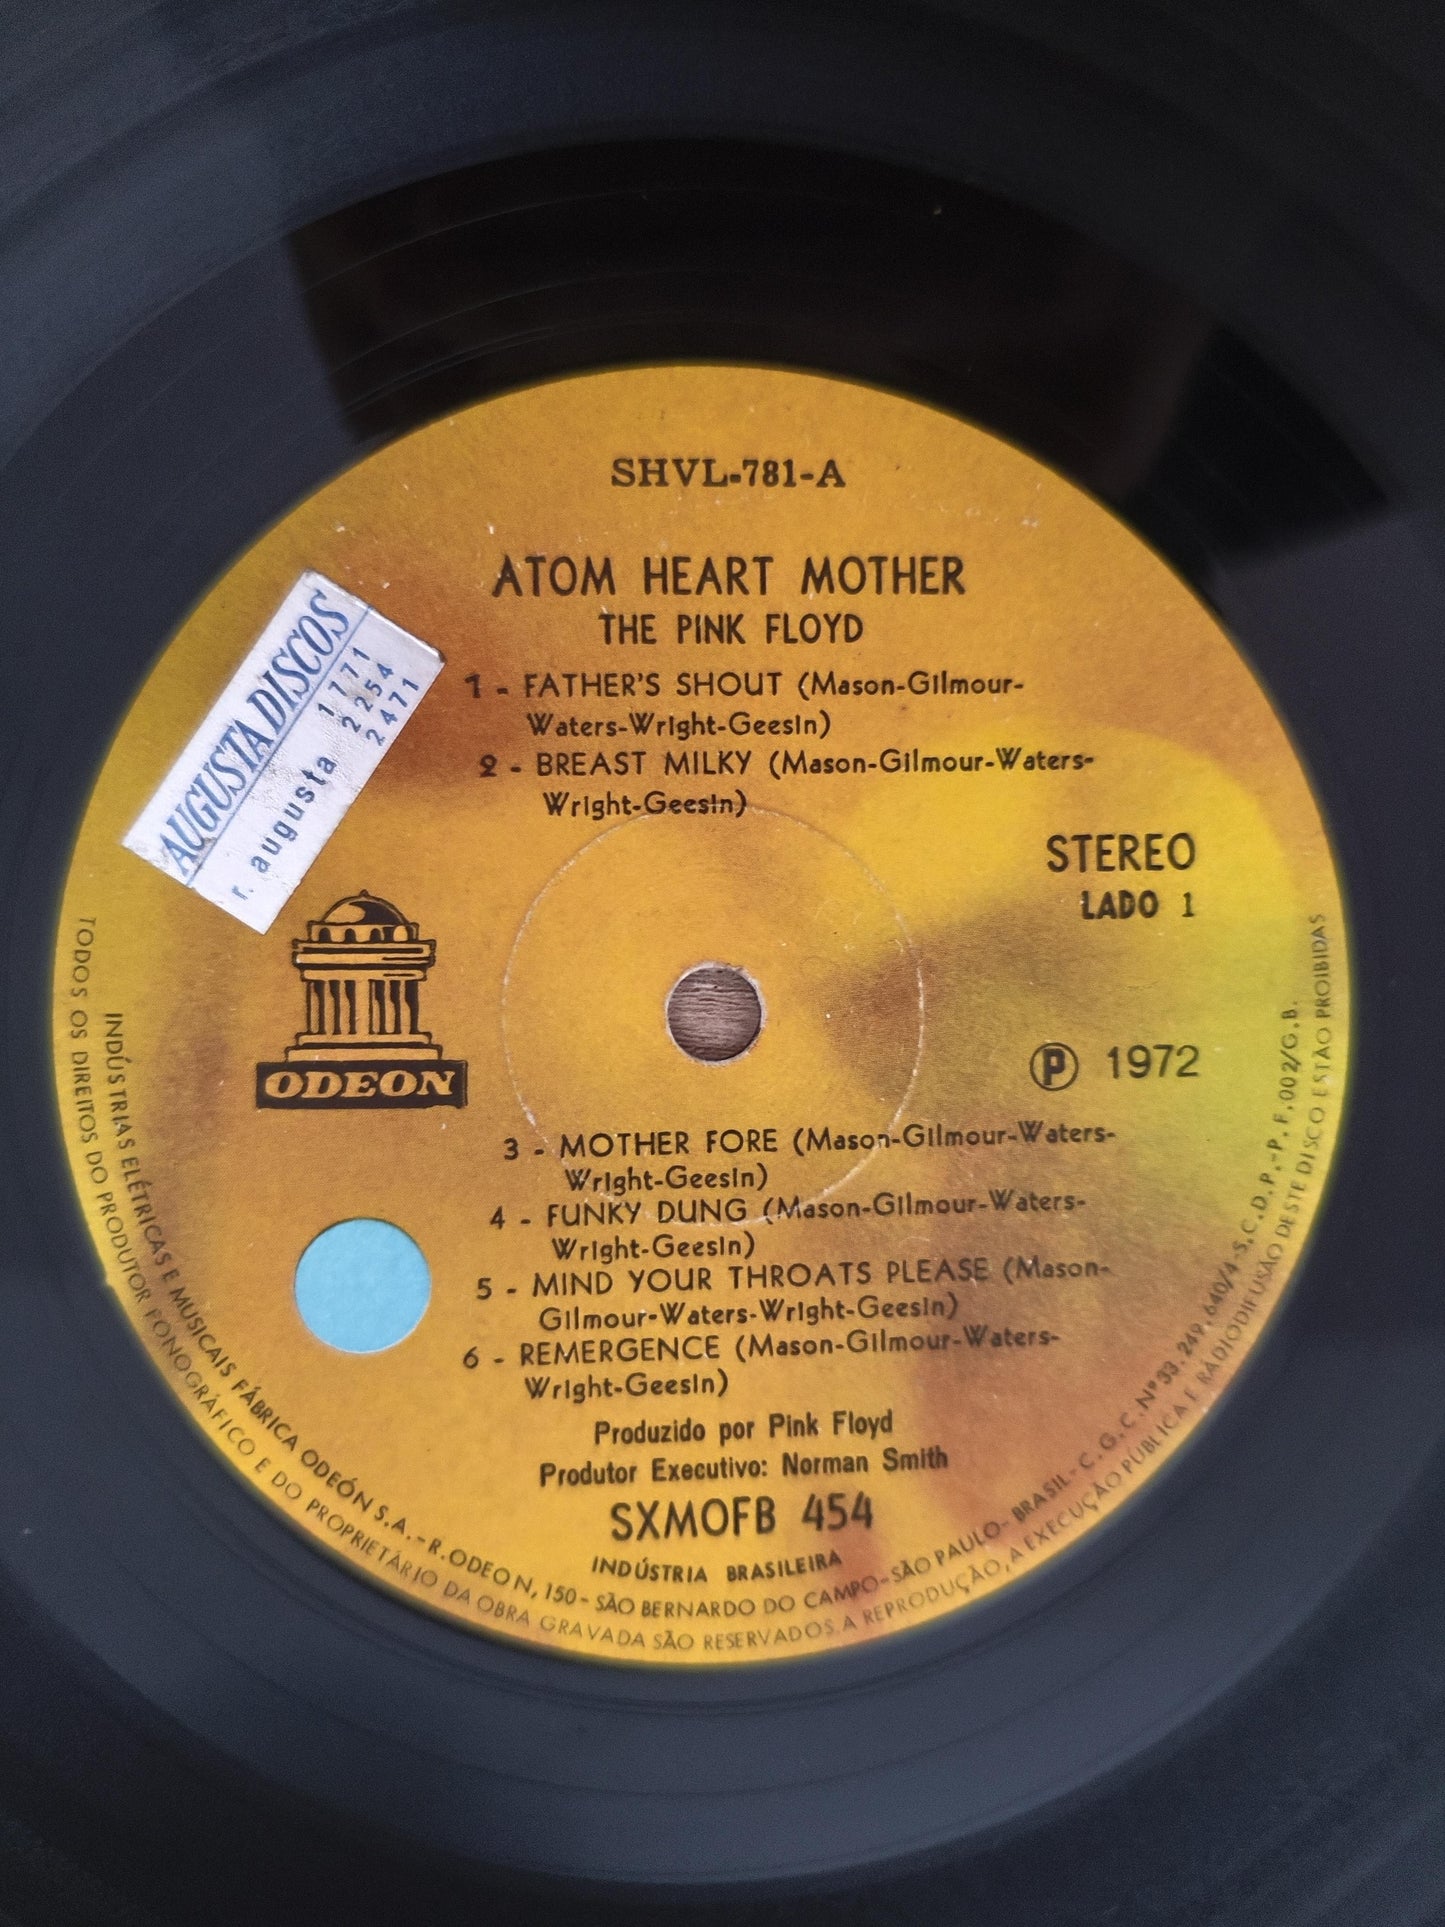 SHVL-781-A
ATOM HEART MOTHER
THE PINK FLOYD
1 - FATHER'S SHOUT (Mason-Gilmour-
Waters-Wright-Geesin)
2 - BREAST MILKY (Mason-Gilmour-Waters-
Wright-Geesin)
AUGUSTA DISCOS
r. augusta 1771
2254
2471
STEREO
LADO 1
ODEON
℗ 1972
3 - MOTHER FORE (Mason-Gilmour-Waters-
Wright-Geesin)
4 - FUNKY DUNG (Mason-Gilmour-Waters-
Wright-Geesin)
5 - MIND YOUR THROATS PLEASE (Mason-
Gilmour-Waters-Wright-Geesin)
6 - REMERGENCE (Mason-Gilmour-Waters-
Wright-Geesin)
Produzido por Pink Floyd
Produtor Executivo: Norman Smith
SXMOFB 454
INDÚSTRIA BRASILEIRA
INDÚSTRIAS ELÉTRICAS E MUSICAIS FÁBRICA ODEÓN S.A. - R. ODEON, 150 - SÃO BERNARDO DO CAMPO - SÃO PAULO - BRASIL - C.G.C. Nº 33.249.640/4 - S.C.D.P. - P.F. 002/G.B.
TODOS OS DIREITOS DO PRODUTOR FONOGRÁFICO E DO PROPRIETÁRIO DA OBRA GRAVADA SÃO RESERVADOS. A REPRODUÇÃO, A EXECUÇÃO PÚBLICA E RADIODIFUSÃO DESTE DISCO ESTÃO PROIBIDAS